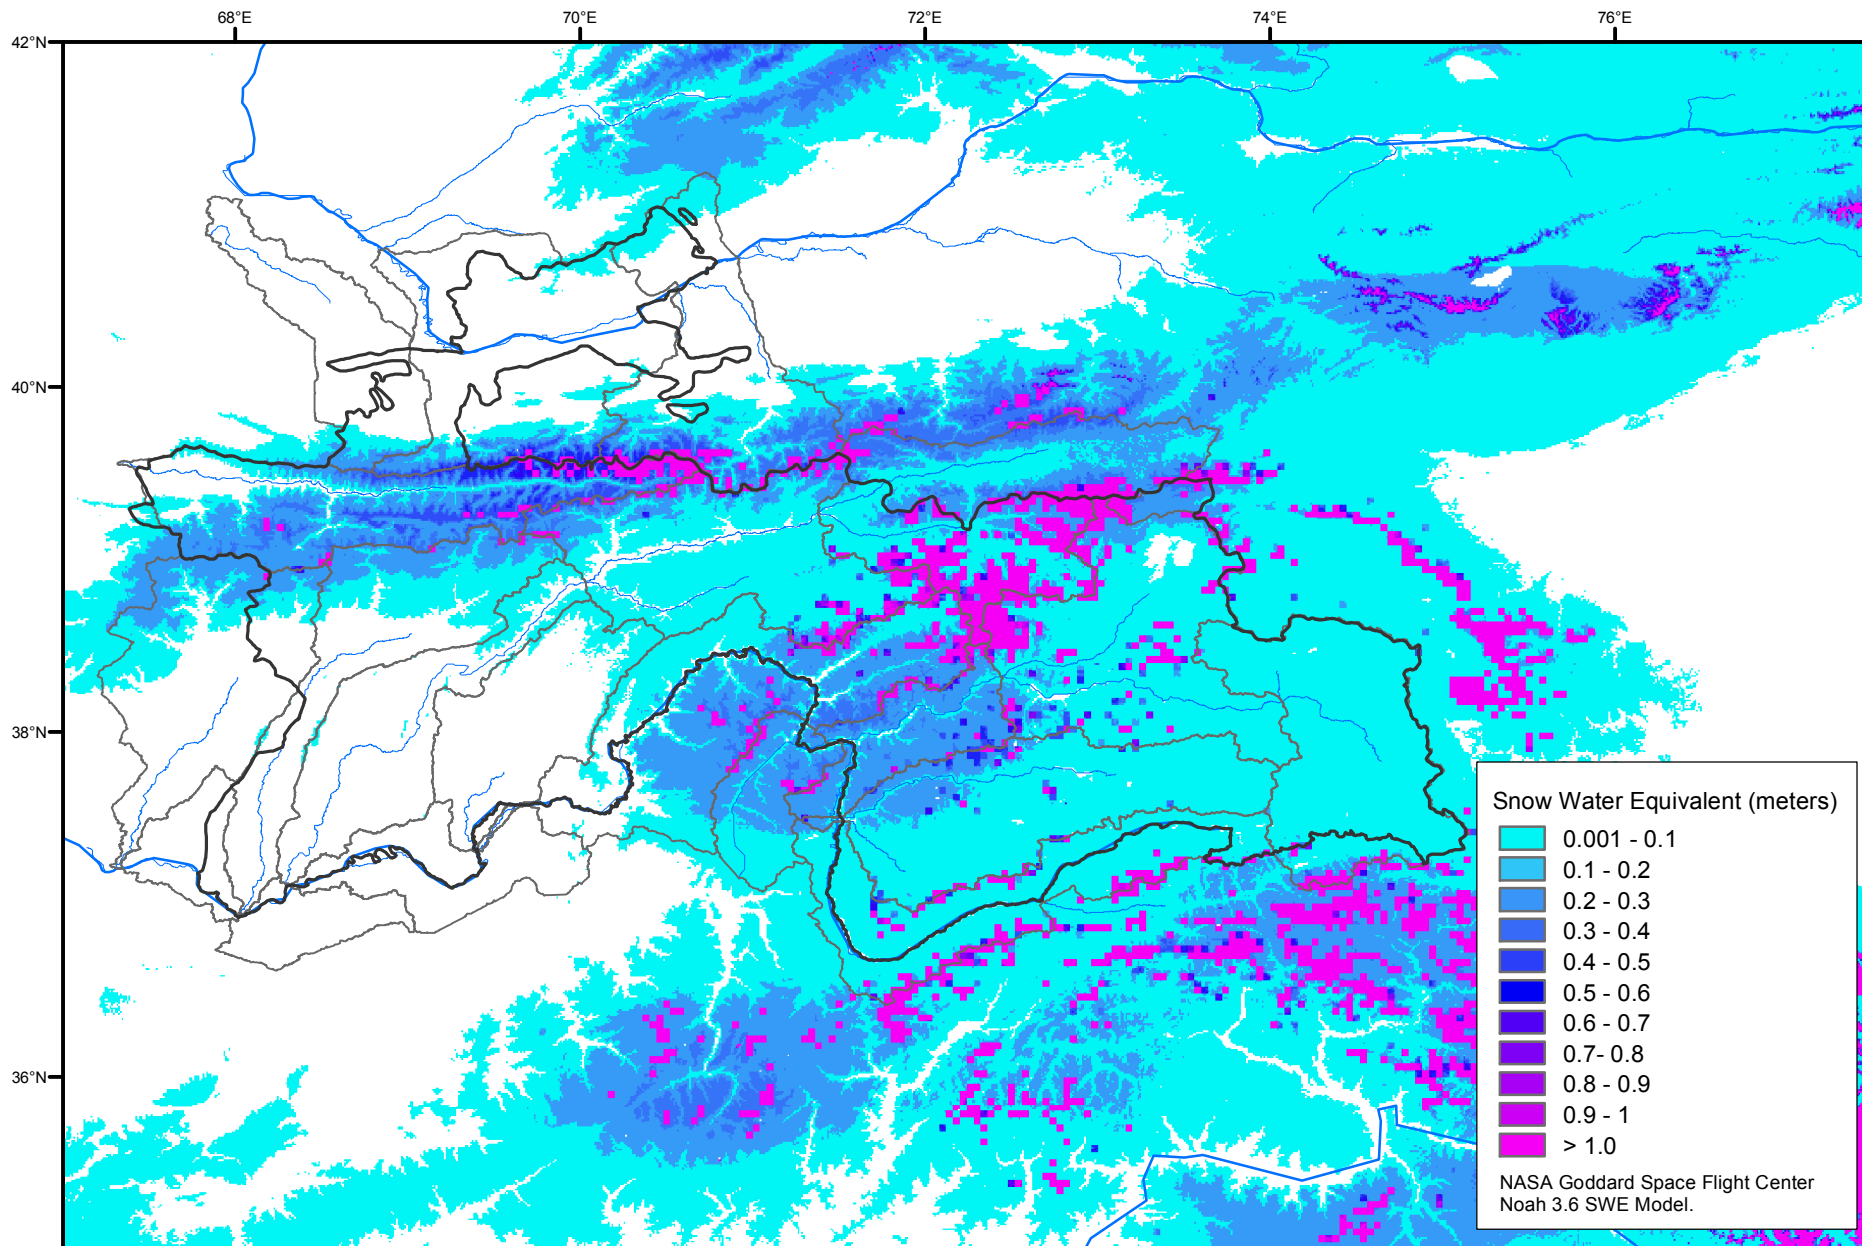 68°E 70°E 72°E 74°E 76°E
42°N
40°N
38°N
36°N
Snow Water Equivalent (meters)
0.001 - 0.1
0.1 - 0.2
0.2 - 0.3
0.3 - 0.4
0.4 - 0.5
0.5 - 0.6
0.6 - 0.7
0.7- 0.8
0.8 - 0.9
0.9 - 1
> 1.0
NASA Goddard Space Flight Center
Noah 3.6 SWE Model.